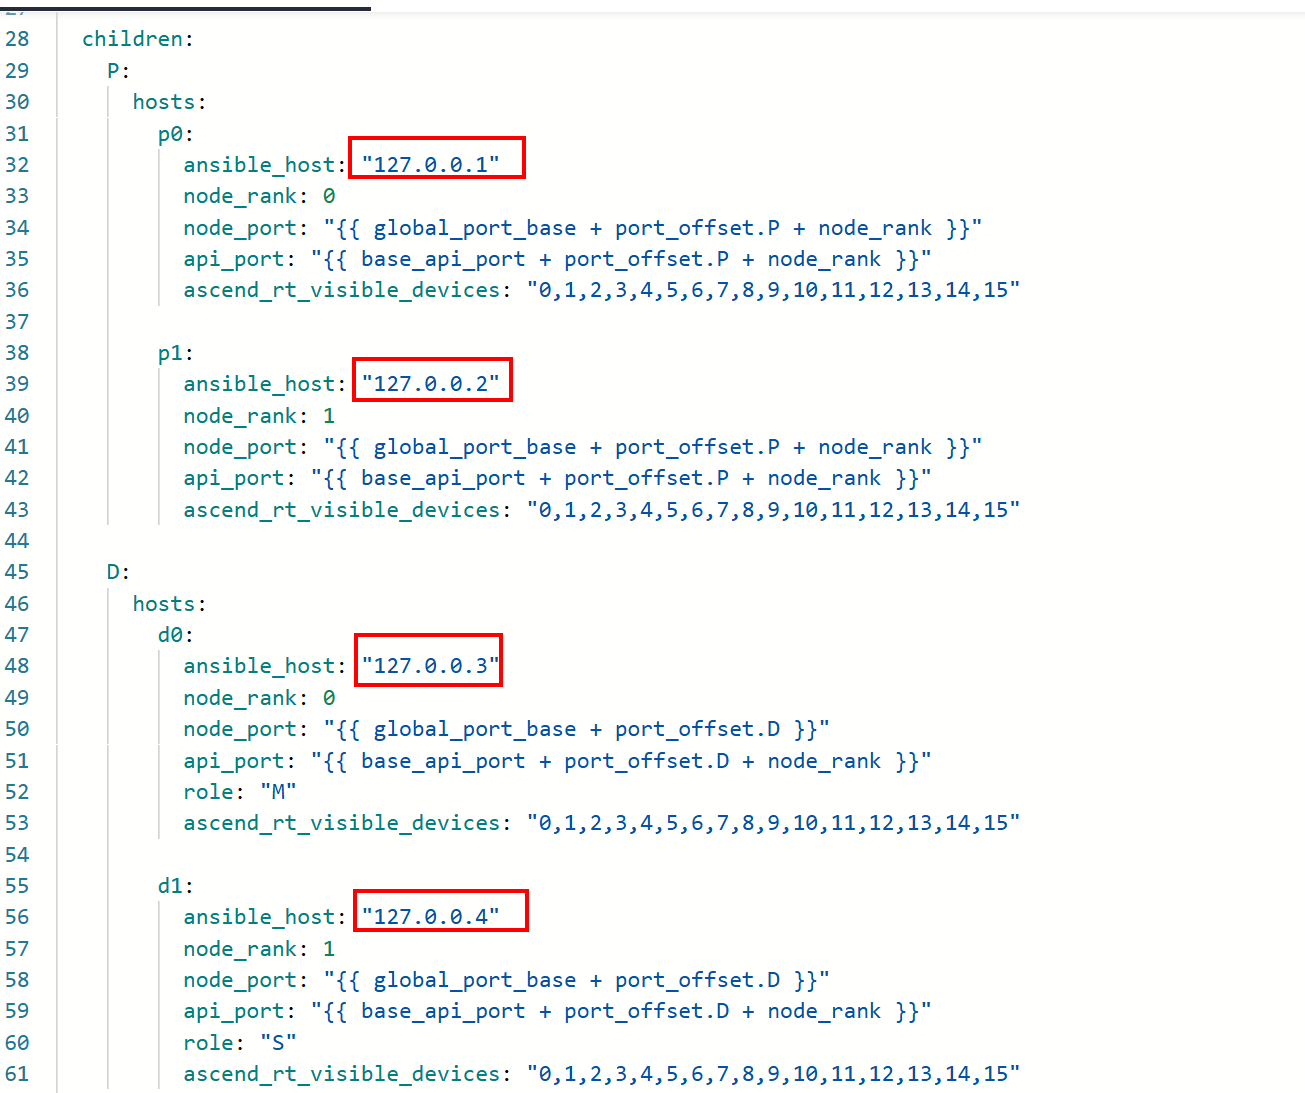 28 children:
29 P:
30 hosts:
31 p0:
32 ansible_host: "127.0.0.1"
33 node_rank: 0
34 node_port: "{{ global_port_base + port_offset.P + node_rank }}"
35 api_port: "{{ base_api_port + port_offset.P + node_rank }}"
36 ascend_rt_visible_devices: "0,1,2,3,4,5,6,7,8,9,10,11,12,13,14,15"
37
38 p1:
39 ansible_host: "127.0.0.2"
40 node_rank: 1
41 node_port: "{{ global_port_base + port_offset.P + node_rank }}"
42 api_port: "{{ base_api_port + port_offset.P + node_rank }}"
43 ascend_rt_visible_devices: "0,1,2,3,4,5,6,7,8,9,10,11,12,13,14,15"
44
45 D:
46 hosts:
47 d0:
48 ansible_host: "127.0.0.3"
49 node_rank: 0
50 node_port: "{{ global_port_base + port_offset.D }}"
51 api_port: "{{ base_api_port + port_offset.D + node_rank }}"
52 role: "M"
53 ascend_rt_visible_devices: "0,1,2,3,4,5,6,7,8,9,10,11,12,13,14,15"
54
55 d1:
56 ansible_host: "127.0.0.4"
57 node_rank: 1
58 node_port: "{{ global_port_base + port_offset.D }}"
59 api_port: "{{ base_api_port + port_offset.D + node_rank }}"
60 role: "S"
61 ascend_rt_visible_devices: "0,1,2,3,4,5,6,7,8,9,10,11,12,13,14,15"